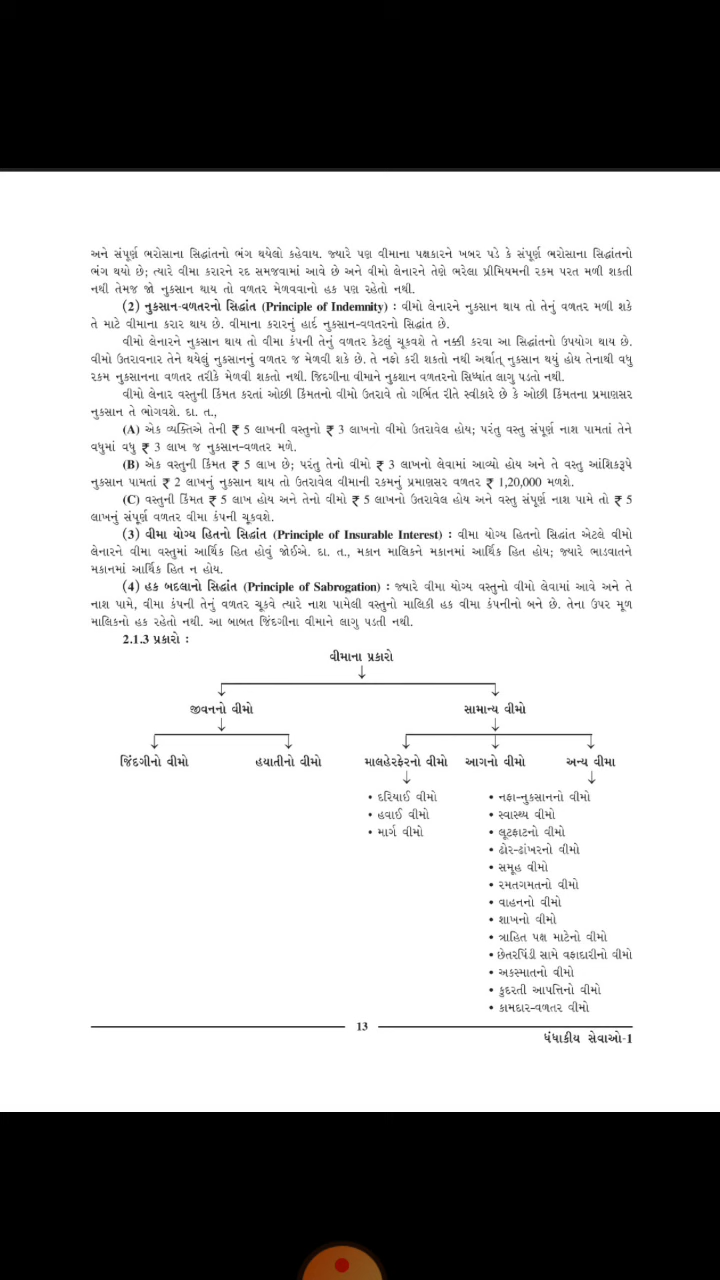 અને સંપૂર્ણ ભરોસાના સિદ્ધાંતનો ભંગ થયેલો કહેવાય. જ્યારે પણ વીમાના પક્ષકારને ખબર પડે કે સંપૂર્ણ ભરોસાના સિદ્ધાંતનો
ભંગ થયો છે; ત્યારે વીમા કરારને રદ સમજવામાં આવે છે અને વીમો લેનારને તેણે ભરેલા પ્રીમિયમની રકમ પરત મળી શકતી
નથી તેમજ જો નુકસાન થાય તો વળતર મેળવવાનો હક પણ રહેતો નથી.
(2) નુકસાન-વળતરનો સિદ્ધાંત (Principle of Indemnity) : વીમો લેનારને નુકસાન થાય તો તેનું વળતર મળી શકે
તે માટે વીમાના કરાર થાય છે. વીમાના કરારનું હાર્દ નુકસાન-વળતરનો સિદ્ધાંત છે.
વીમો લેનારને નુકસાન થાય તો વીમા કંપની તેનું વળતર કેટલું ચૂકવશે તે નક્કી કરવા આ સિદ્ધાંતનો ઉપયોગ થાય છે.
વીમો ઉતરાવનાર તેને થયેલું નુકસાનનું વળતર જ મેળવી શકે છે. તે નફો કરી શકતો નથી અર્થાત્ નુકસાન થયું હોય તેનાથી વધુ
રકમ નુકસાનના વળતર તરીકે મેળવી શકતો નથી. જિદગીના વીમાને નુકશાન વળતરનો સિધ્ધાંત લાગુ પડતો નથી.
વીમો લેનાર વસ્તુની કિંમત કરતાં ઓછી કિંમતનો વીમો ઉતરાવે તો ગર્ભિત રીતે સ્વીકારે છે કે ઓછી કિંમતના પ્રમાણસર
નુકસાન તે ભોગવશે. દા. ત.,
(A) એક વ્યક્તિએ તેની ₹ 5 લાખની વસ્તુનો ₹ 3 લાખનો વીમો ઉતરાવેલ હોય; પરંતુ વસ્તુ સંપૂર્ણ નાશ પામતાં તેને
વધુમાં વધુ ₹ 3 લાખ જ નુકસાન-વળતર મળે.
(B) એક વસ્તુની કિંમત ₹ 5 લાખ છે; પરંતુ તેનો વીમો ₹ 3 લાખનો લેવામાં આવ્યો હોય અને તે વસ્તુ આંશિકરૂપે
નુકસાન પામતાં ₹ 2 લાખનું નુકસાન થાય તો ઉતરાવેલ વીમાની રકમનું પ્રમાણસર વળતર ₹ 1,20,000 મળશે.
(C) વસ્તુની કિંમત ₹ 5 લાખ હોય અને તેનો વીમો ₹ 5 લાખનો ઉતરાવેલ હોય અને વસ્તુ સંપૂર્ણ નાશ પામે તો ₹ 5
લાખનું સંપૂર્ણ વળતર વીમા કંપની ચૂકવશે.
(3) વીમા યોગ્ય હિતનો સિદ્ધાંત (Principle of Insurable Interest) : વીમા યોગ્ય હિતનો સિદ્ધાંત એટલે વીમો
લેનારને વીમા વસ્તુમાં આર્થિક હિત હોવું જોઈએ. દા. ત., મકાન માલિકને મકાનમાં આર્થિક હિત હોય; જ્યારે ભાડવાતને
મકાનમાં આર્થિક હિત ન હોય.
(4) હક બદલાનો સિદ્ધાંત (Principle of Sabrogation) : જ્યારે વીમા યોગ્ય વસ્તુનો વીમો લેવામાં આવે અને તે
નાશ પામે, વીમા કંપની તેનું વળતર ચૂકવે ત્યારે નાશ પામેલી વસ્તુનો માલિકી હક વીમા કંપનીનો બને છે. તેના ઉપર મૂળ
માલિકનો હક રહેતો નથી. આ બાબત જિંદગીના વીમાને લાગુ પડતી નથી.
2.1.3 પ્રકારો :
વીમાના પ્રકારો
જીવનનો વીમો સામાન્ય વીમો
જિંદગીનો વીમો હયાતીનો વીમો માલહેરફેરનો વીમો આગનો વીમો અન્ય વીમા
• દરિયાઈ વીમો • નફા-નુકસાનનો વીમો
• હવાઈ વીમો • સ્વાસ્થ્ય વીમો
• માર્ગ વીમો • લૂટફાટનો વીમો
• ઢોર-ઢાંખરનો વીમો
• સમૂહ વીમો
• રમતગમતનો વીમો
• વાહનનો વીમો
• શાખનો વીમો
• ત્રાહિત પક્ષ માટેનો વીમો
• છેતરપિંડી સામે વફાદારીનો વીમો
• અકસ્માતનો વીમો
• કુદરતી આપત્તિનો વીમો
• કામદાર-વળતર વીમો
13
ધંધાકીય સેવાઓ-1